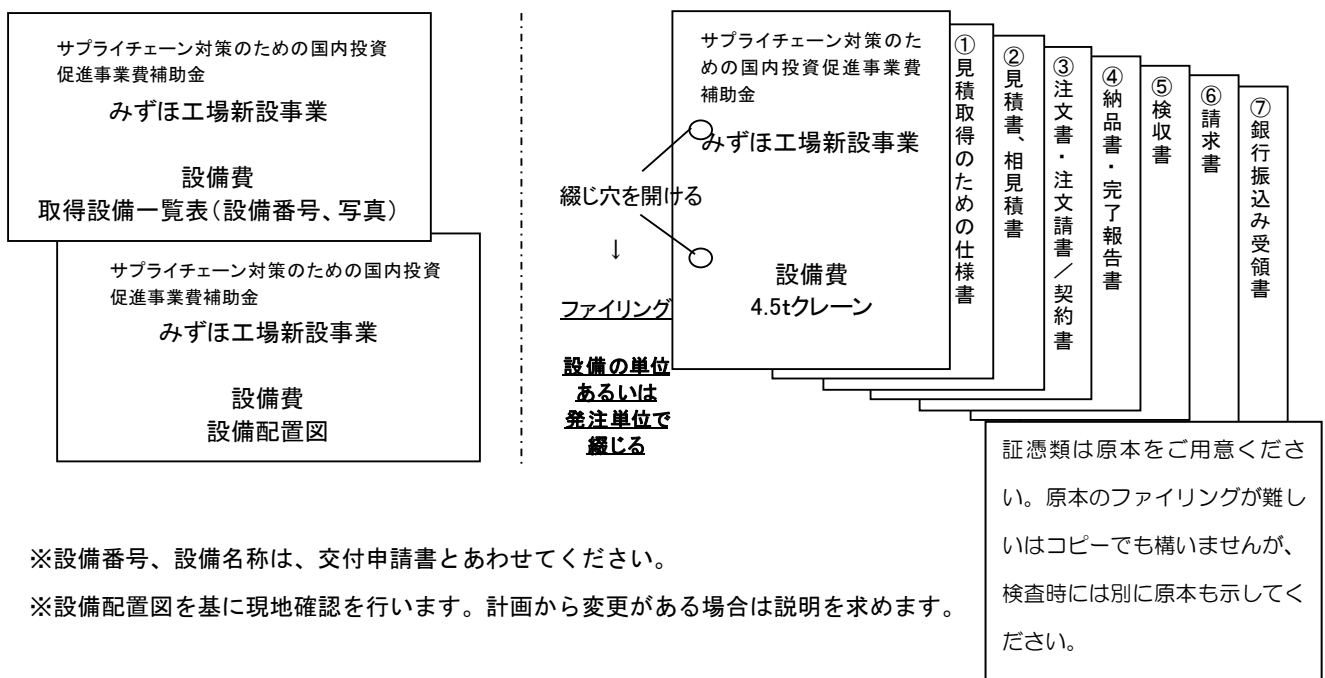 サプライチェーン対策のための国内投資
促進事業費補助金
みずほ工場新設事業
設備費
取得設備一覧表(設備番号、写真)
サプライチェーン対策のための国内投資
促進事業費補助金
みずほ工場新設事業
設備費
設備配置図
綴じ穴を開ける
↓
ファイリング
設備の単位
あるいは
発注単位で
綴じる
サプライチェーン対策のた
めの国内投資促進事業費
補助金
みずほ工場新設事業
設備費
4.5tクレーン
①見積取得のための仕様書
②見積書、相見積書
③注文書・注文請書/契約書
④納品書・完了報告書
⑤検収書
⑥請求書
⑦銀行振込み受領書
証憑類は原本をご用意くださ
い。原本のファイリングが難し
いはコピーでも構いませんが、
検査時には別に原本も示してく
ださい。
※設備番号、設備名称は、交付申請書とあわせてください。
※設備配置図を基に現地確認を行います。計画から変更がある場合は説明を求めます。